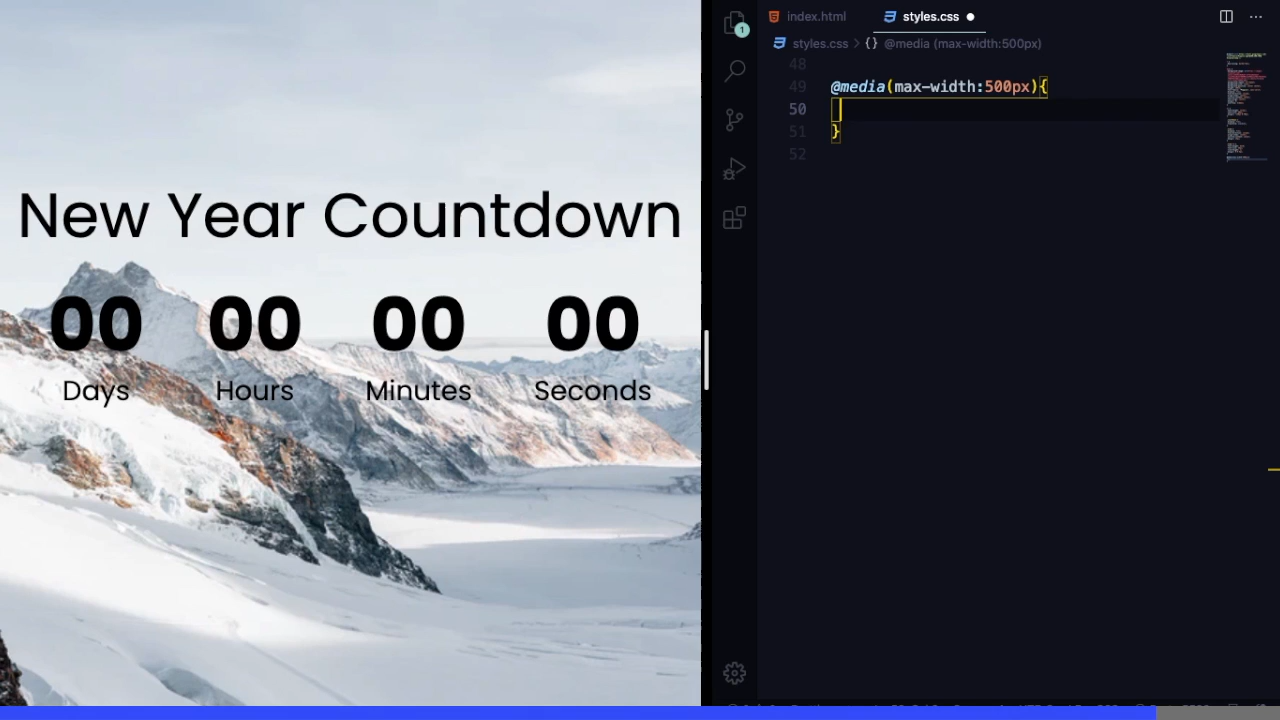 New Year Countdown
00 00 00 00
Days Hours Minutes Seconds
1
index.html styles.css
styles.css > {} @media (max-width:500px)
48
49 @media(max-width:500px){
50
51 }
52